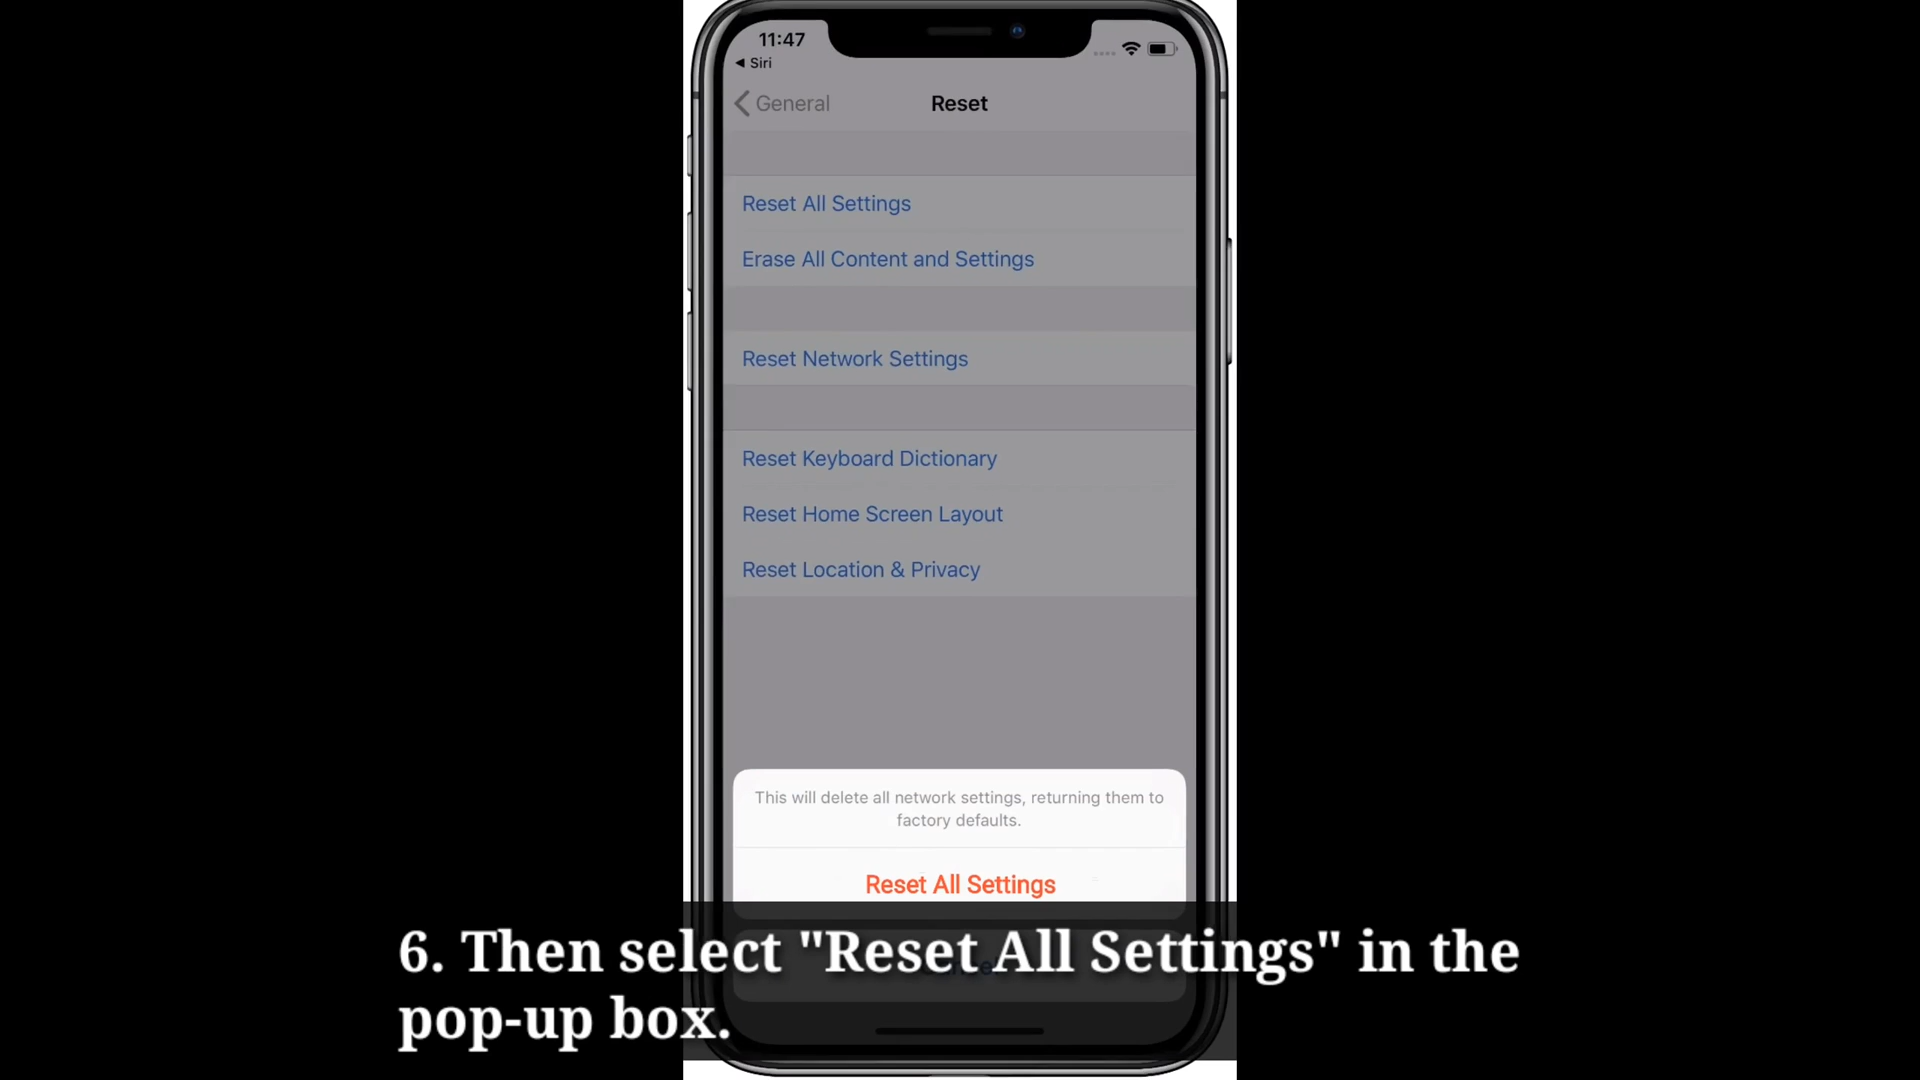 11:47
◀ Siri
General
Reset
Reset All Settings
Erase All Content and Settings
Reset Network Settings
Reset Keyboard Dictionary
Reset Home Screen Layout
Reset Location & Privacy
This will delete all network settings, returning them to
factory defaults.
Reset All Settings
6. Then select "Reset All Settings" in the
pop-up box.